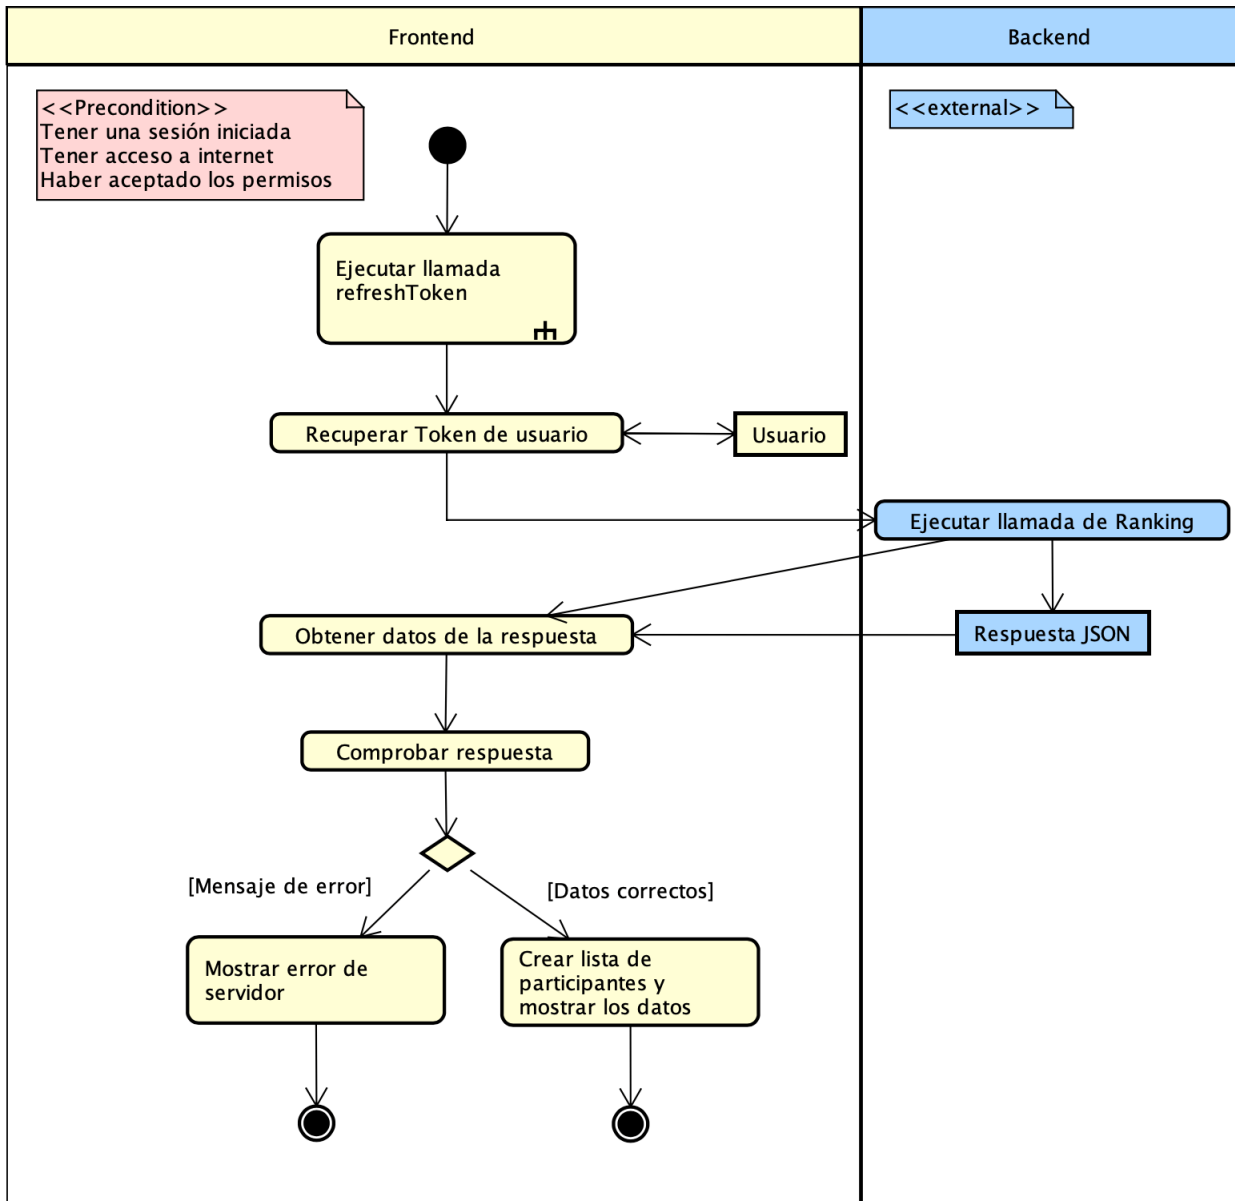 Frontend
Backend
<<Precondition>>
Tener una sesión iniciada
Tener acceso a internet
Haber aceptado los permisos
<<external>>
Ejecutar llamada
refreshToken
Recuperar Token de usuario
Usuario
Ejecutar llamada de Ranking
Obtener datos de la respuesta
Respuesta JSON
Comprobar respuesta
[Mensaje de error]
[Datos correctos]
Mostrar error de
servidor
Crear lista de
participantes y
mostrar los datos